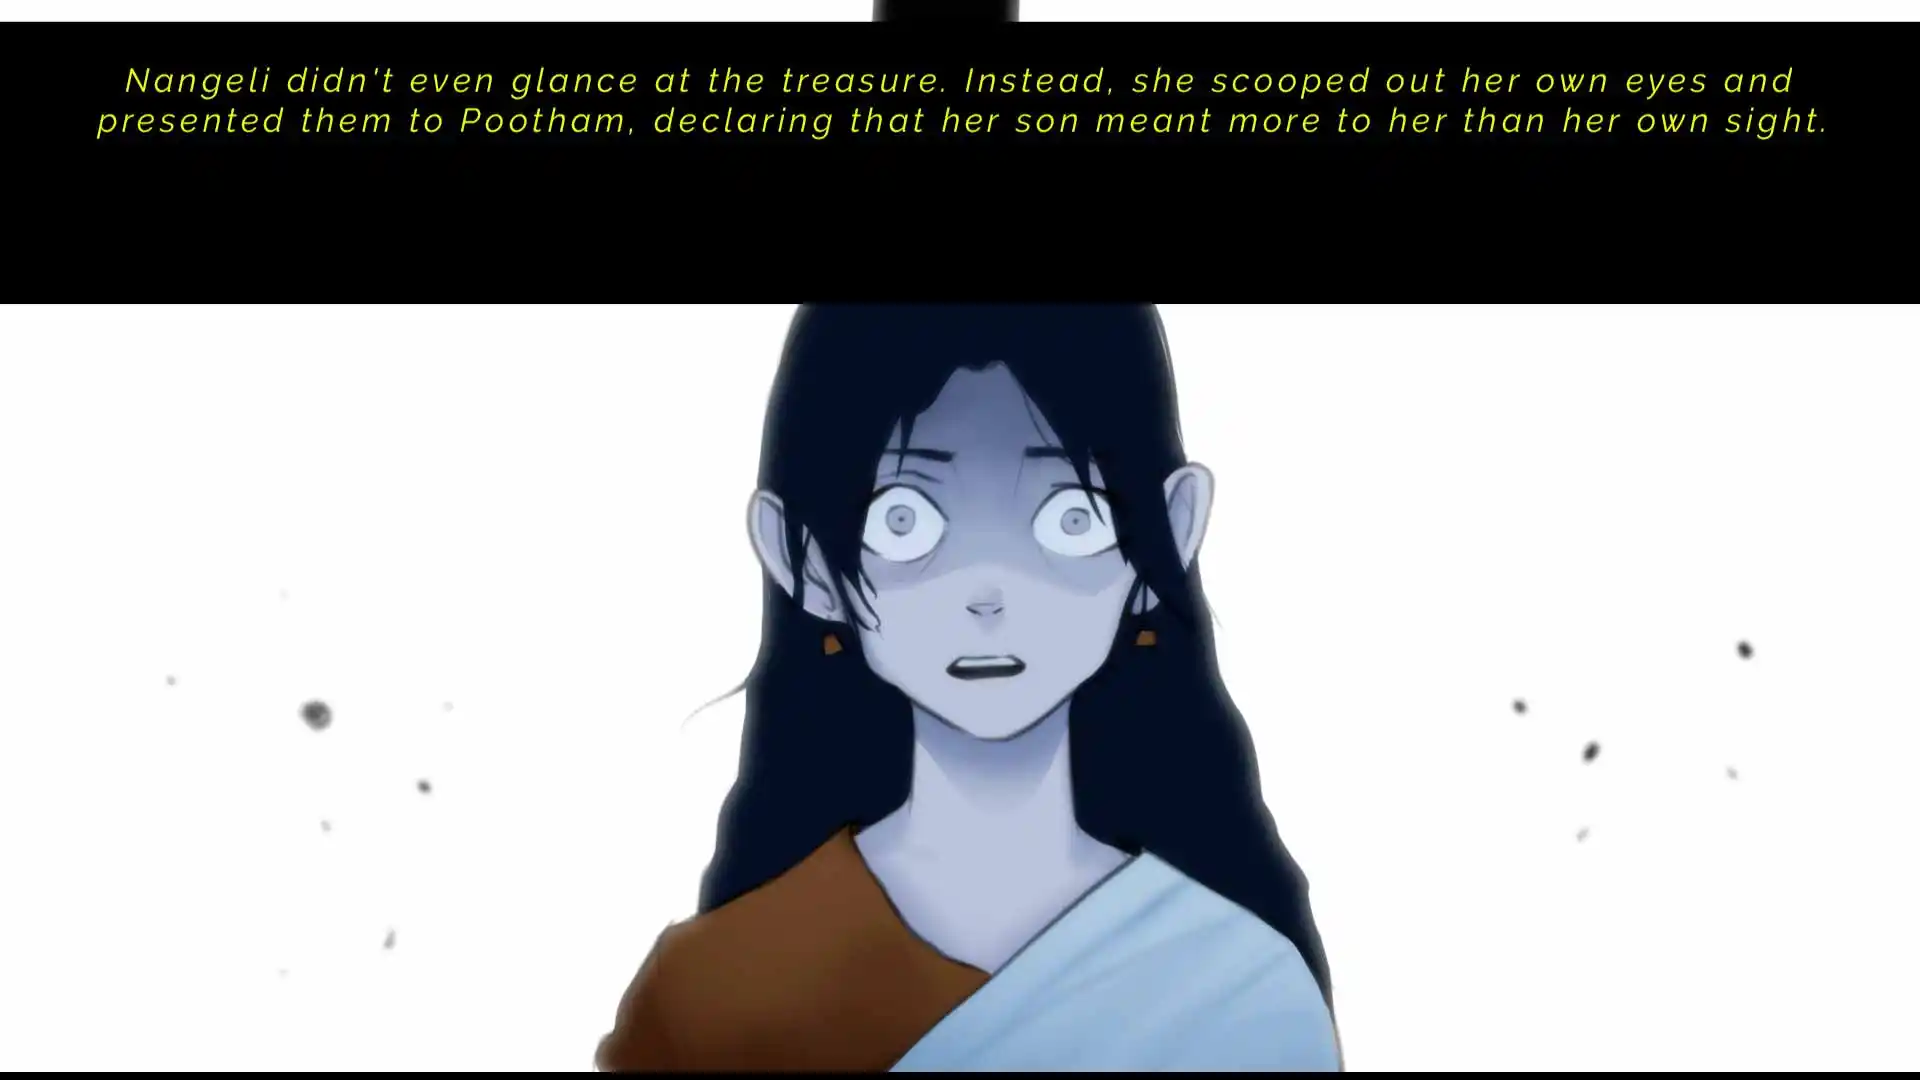 Nangeli didn't even glance at the treasure. Instead, she scooped out her own eyes and
presented them to Pootham, declaring that her son meant more to her than her own sight.